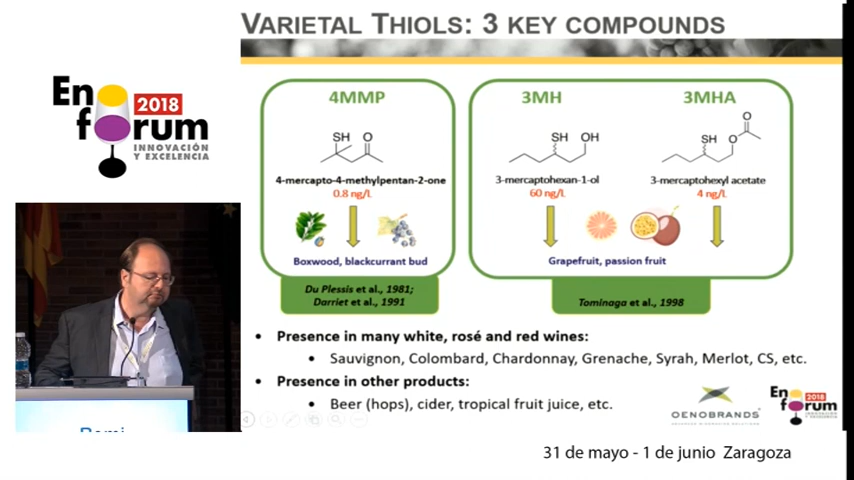 VARIETAL THIOLS: 3 KEY COMPOUNDS
En
2018
forum
INNOVACIÓN
Y EXCELENCIA
4MMP
SH O
4-mercapto-4-methylpentan-2-one
0.8 ng/L
Boxwood, blackcurrant bud
Du Plessis et al., 1981;
Darriet et al., 1991
3MH
SH OH
3-mercaptohexan-1-ol
60 ng/L
3MHA
O
SH O
3-mercaptohexyl acetate
4 ng/L
Grapefruit, passion fruit
Tominaga et al., 1998
• Presence in many white, rosé and red wines:
• Sauvignon, Colombard, Chardonnay, Grenache, Syrah, Merlot, CS, etc.
• Presence in other products:
• Beer (hops), cider, tropical fruit juice, etc.
OENOBRANDS
En
2018
forum
31 de mayo - 1 de junio Zaragoza